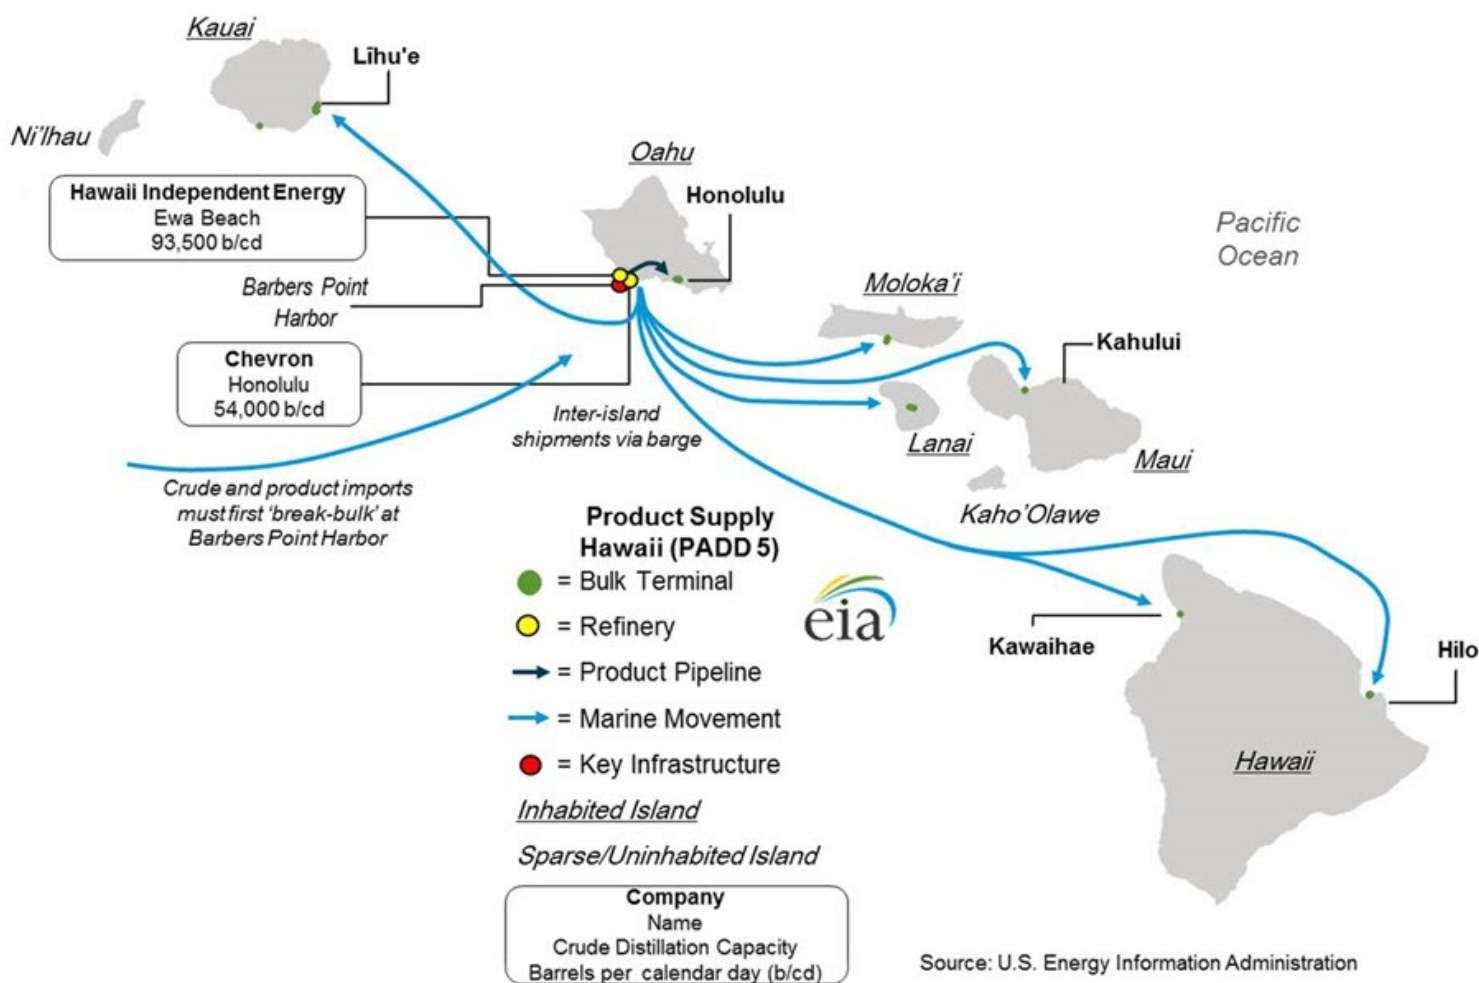 Kauai
Līhu'e
Ni'lhau
Oahu
Hawaii Independent Energy
Ewa Beach
93,500 b/cd
Honolulu
Pacific
Ocean
Barbers Point
Harbor
Moloka'i
Chevron
Honolulu
54,000 b/cd
Kahului
Inter-island
shipments via barge
Lanai
Maui
Crude and product imports
must first 'break-bulk' at
Barbers Point Harbor
Kaho'Olawe
Product Supply
Hawaii (PADD 5)
= Bulk Terminal
= Refinery
= Product Pipeline
= Marine Movement
= Key Infrastructure
Inhabited Island
Sparse/Uninhabited Island
Company
Name
Crude Distillation Capacity
Barrels per calendar day (b/cd)
eia
Kawaihae
Hilo
Hawaii
Source: U.S. Energy Information Administration